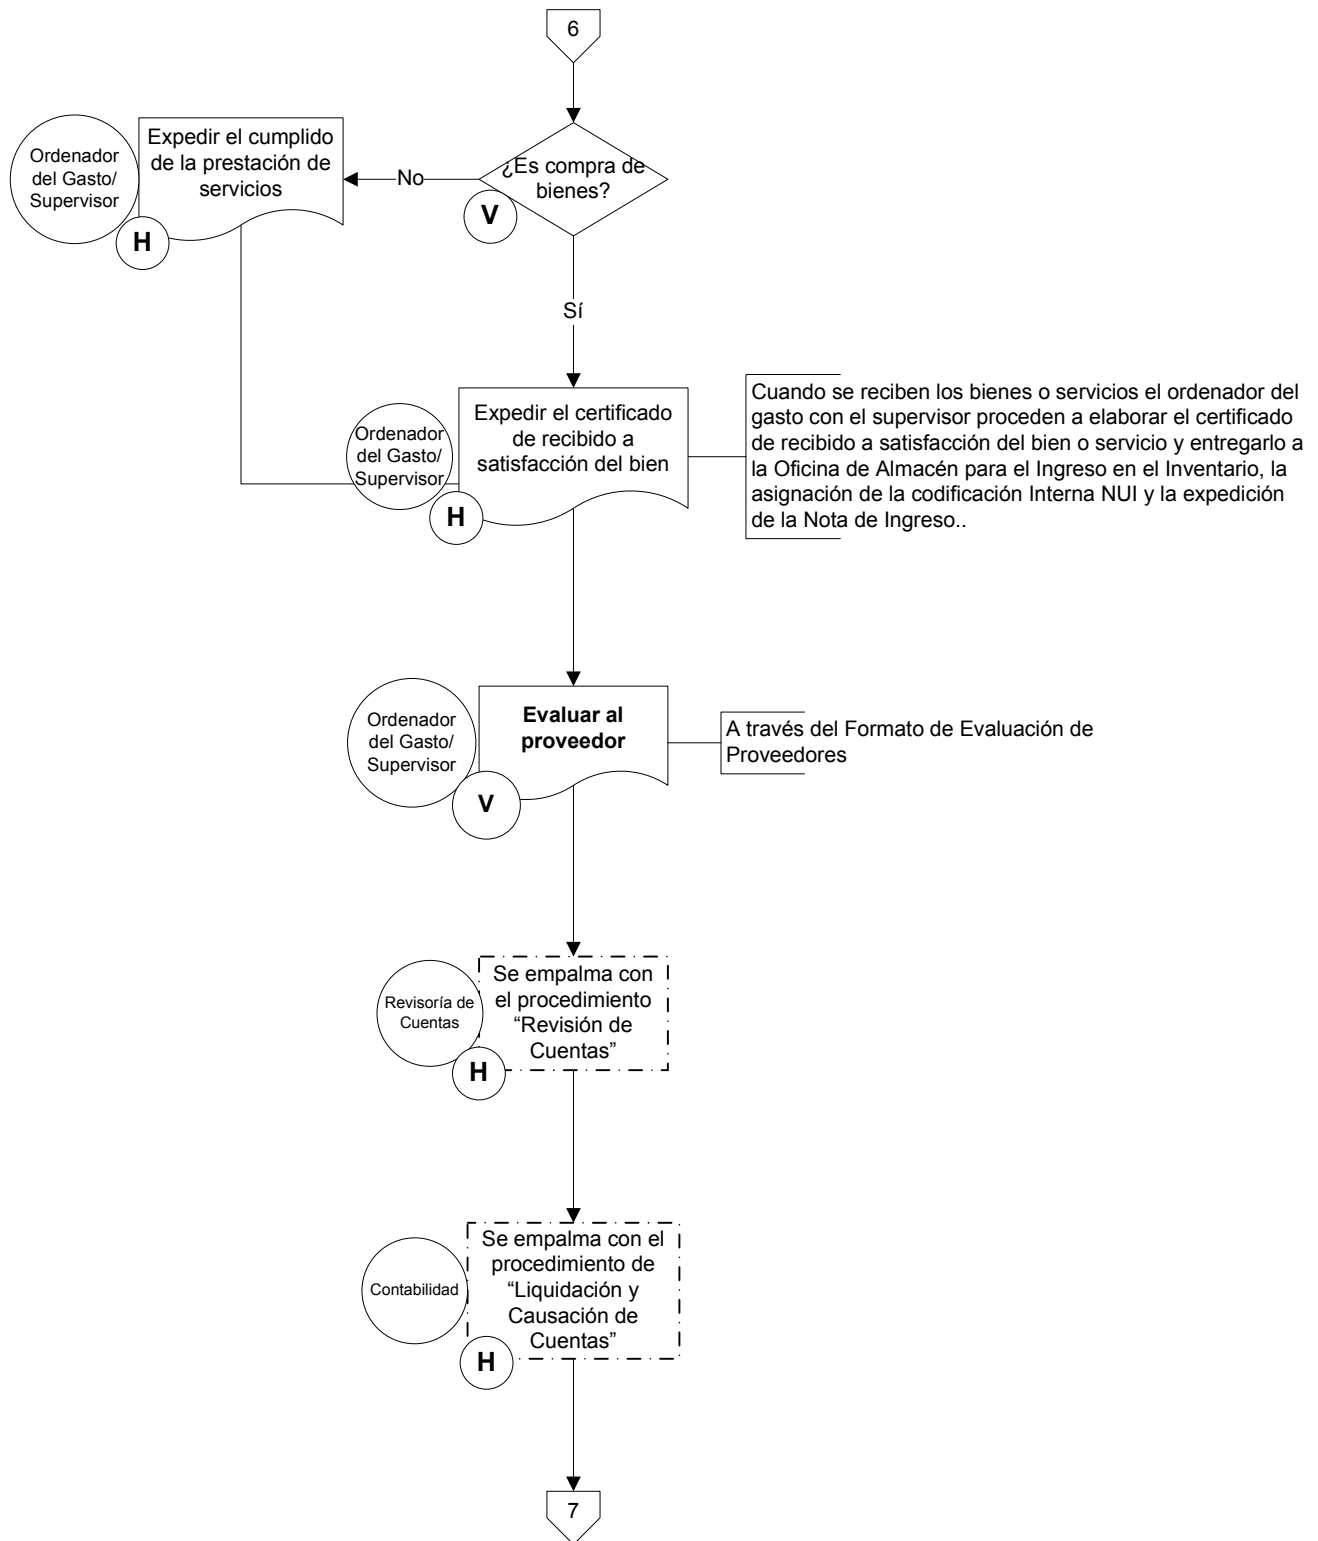 6
¿Es compra de
bienes?
V
No
Expedir el cumplido
de la prestación de
servicios
Ordenador
del Gasto/
Supervisor
H
Sí
Expedir el certificado
de recibido a
satisfacción del bien
Ordenador
del Gasto/
Supervisor
H
Cuando se reciben los bienes o servicios el ordenador del
gasto con el supervisor proceden a elaborar el certificado
de recibido a satisfacción del bien o servicio y entregarlo a
la Oficina de Almacén para el Ingreso en el Inventario, la
asignación de la codificación Interna NUI y la expedición
de la Nota de Ingreso..
Evaluar al
proveedor
Ordenador
del Gasto/
Supervisor
V
A través del Formato de Evaluación de
Proveedores
Se empalma con
el procedimiento
“Revisión de
Cuentas”
Revisoría de
Cuentas
H
Se empalma con el
procedimiento de
“Liquidación y
Causación de
Cuentas”
Contabilidad
H
7